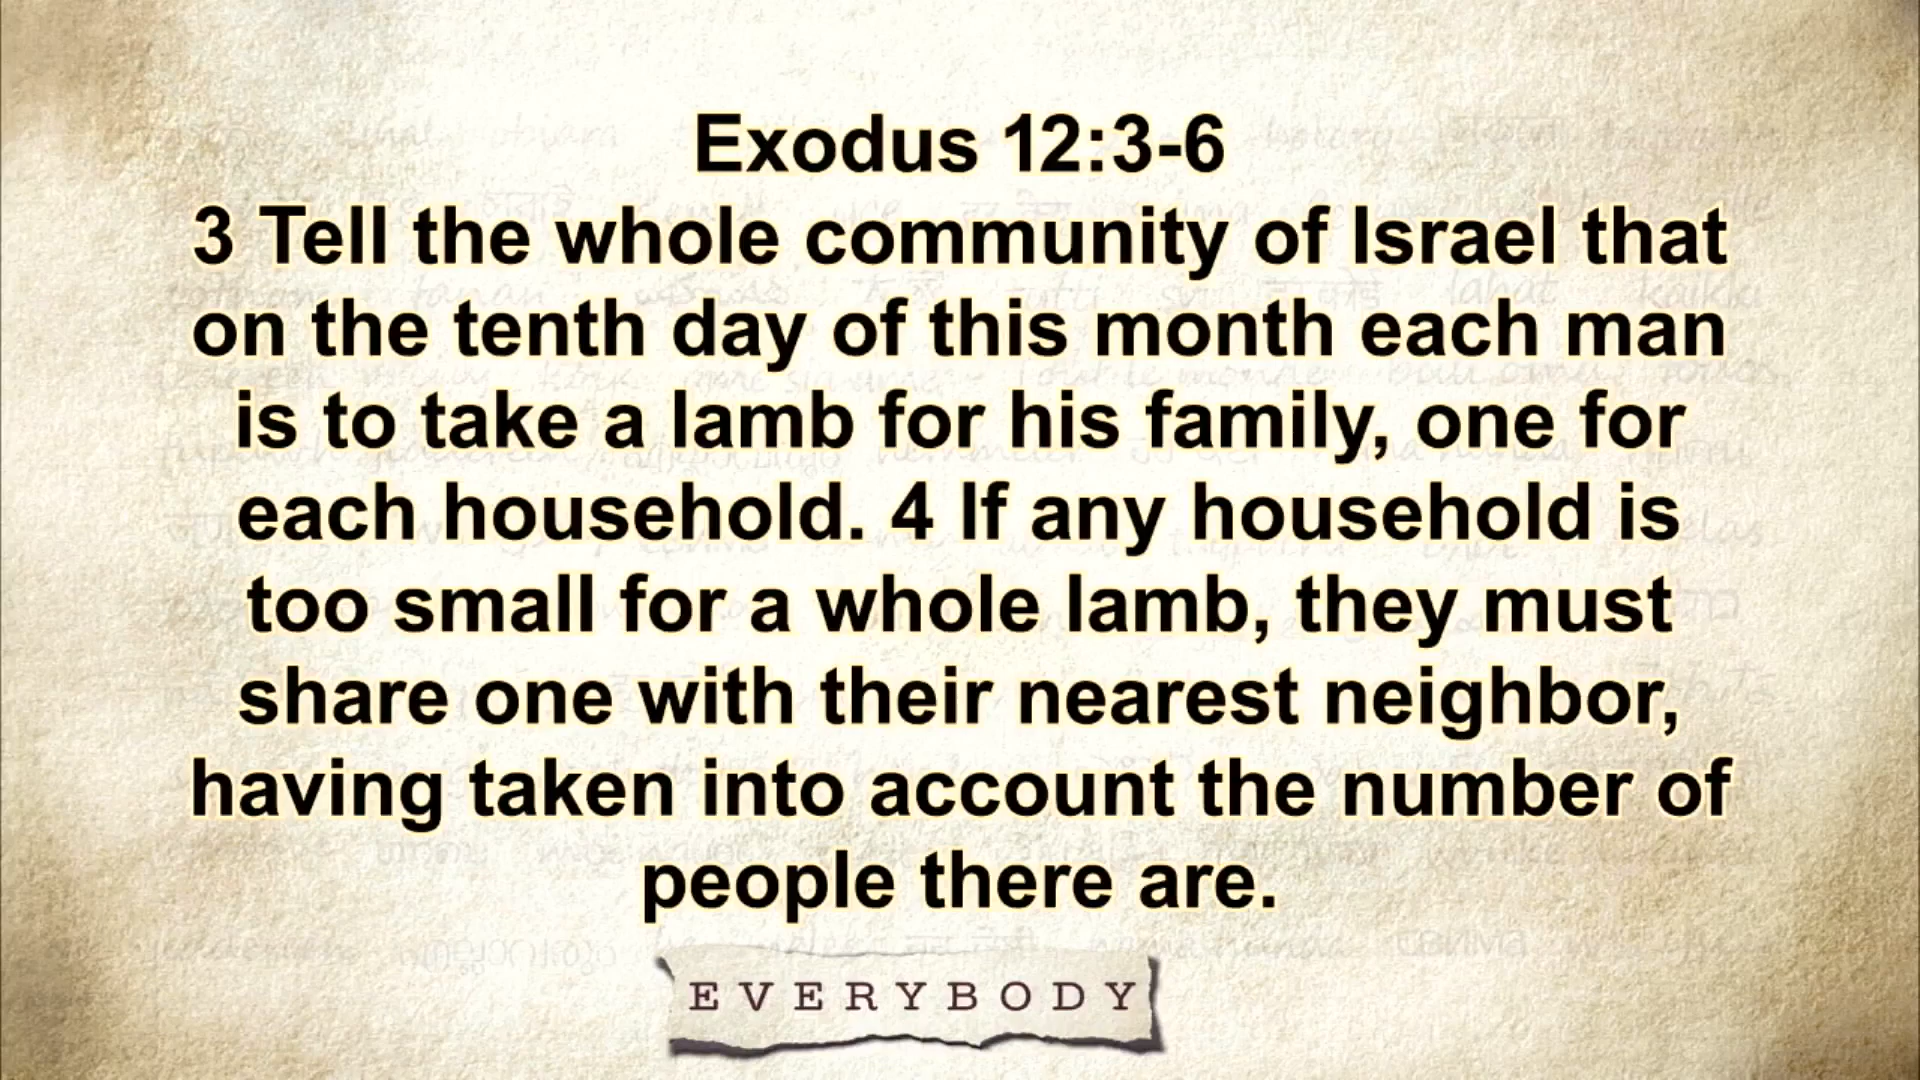 Exodus 12:3-6
3 Tell the whole community of Israel that
on the tenth day of this month each man
is to take a lamb for his family, one for
each household. 4 If any household is
too small for a whole lamb, they must
share one with their nearest neighbor,
having taken into account the number of
people there are.
EVERYBODY